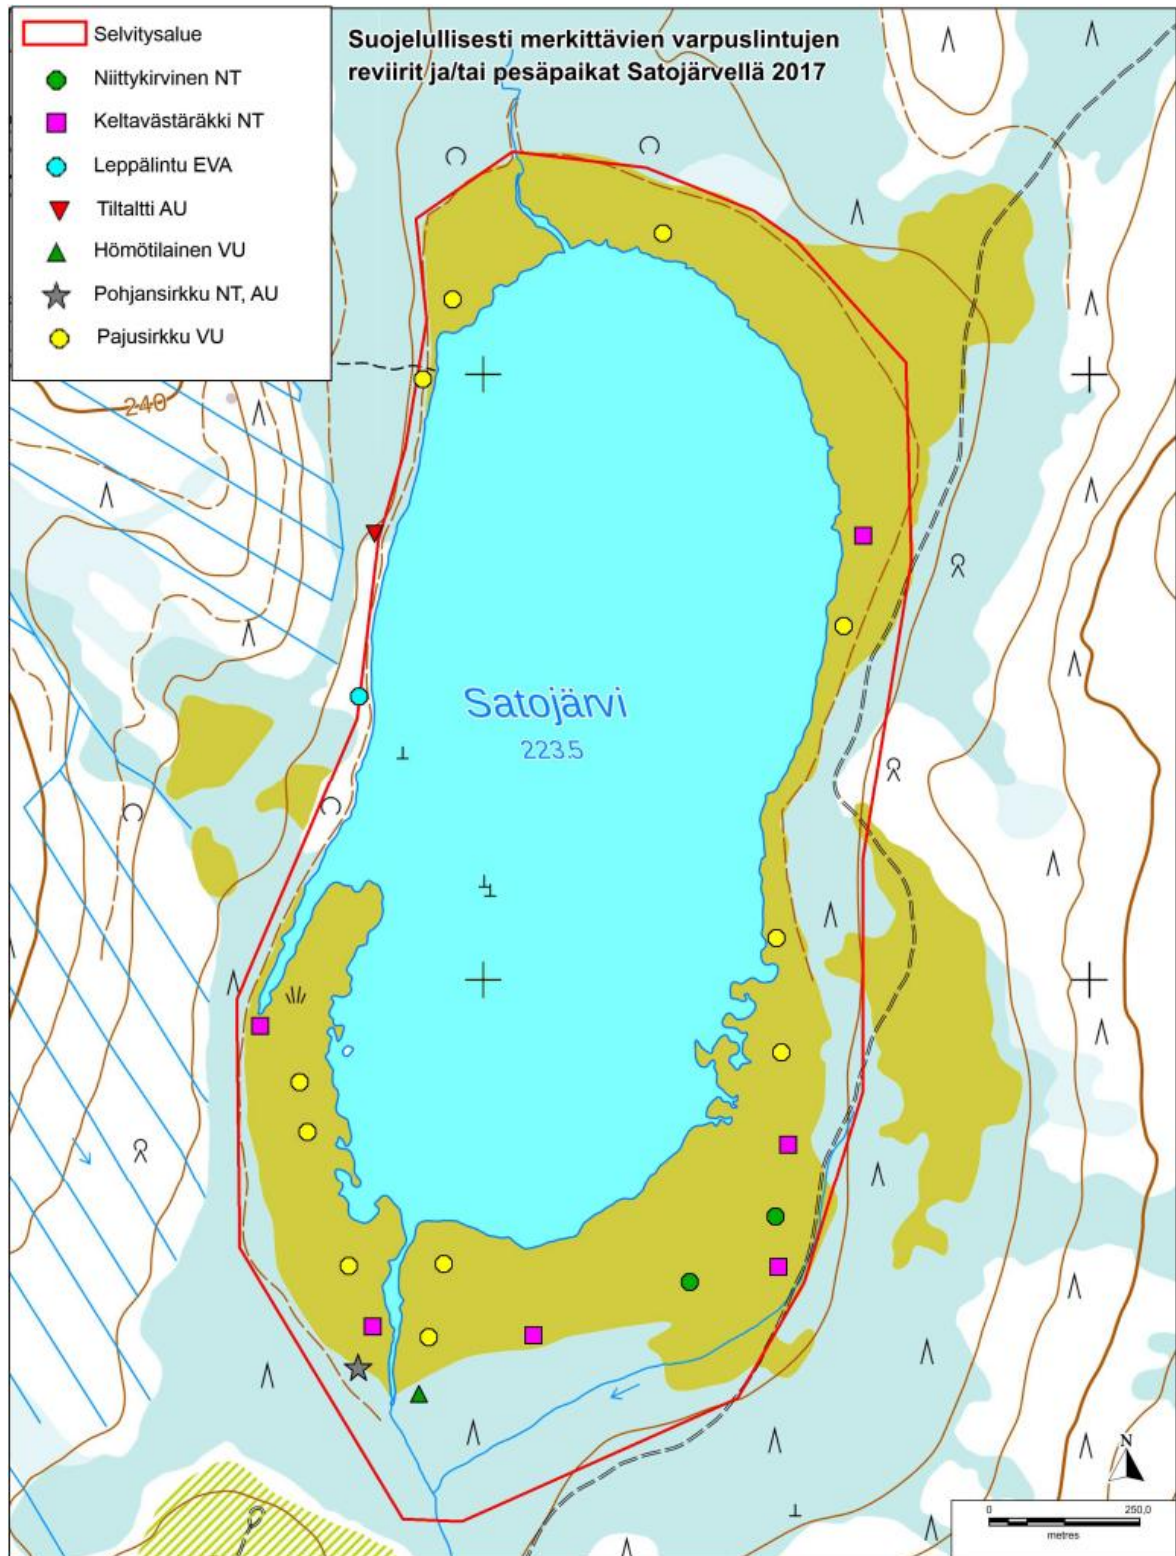 Selvitysalue
Niittykirvinen NT
Keltavästäräkki NT
Leppälintu EVA
Tiltaltti AU
Hömötilainen VU
Pohjansirkku NT, AU
Pajusirkku VU
Suojelullisesti merkittävien varpuslintujen
reviirit ja/tai pesäpaikat Satojärvellä 2017
240
Satojärvi
223.5
N
0 250,0
metres